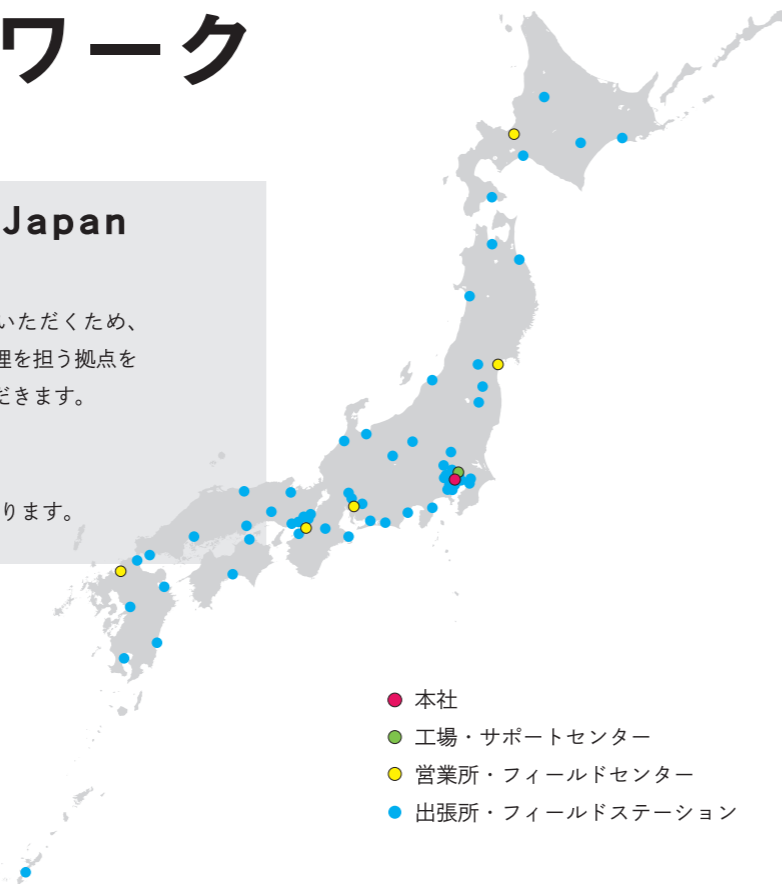 ワーク
Japan
いただくため、
理を担う拠点を
だきます。
ります。
本社
工場・サポートセンター
営業所・フィールドセンター
出張所・フィールドステーション